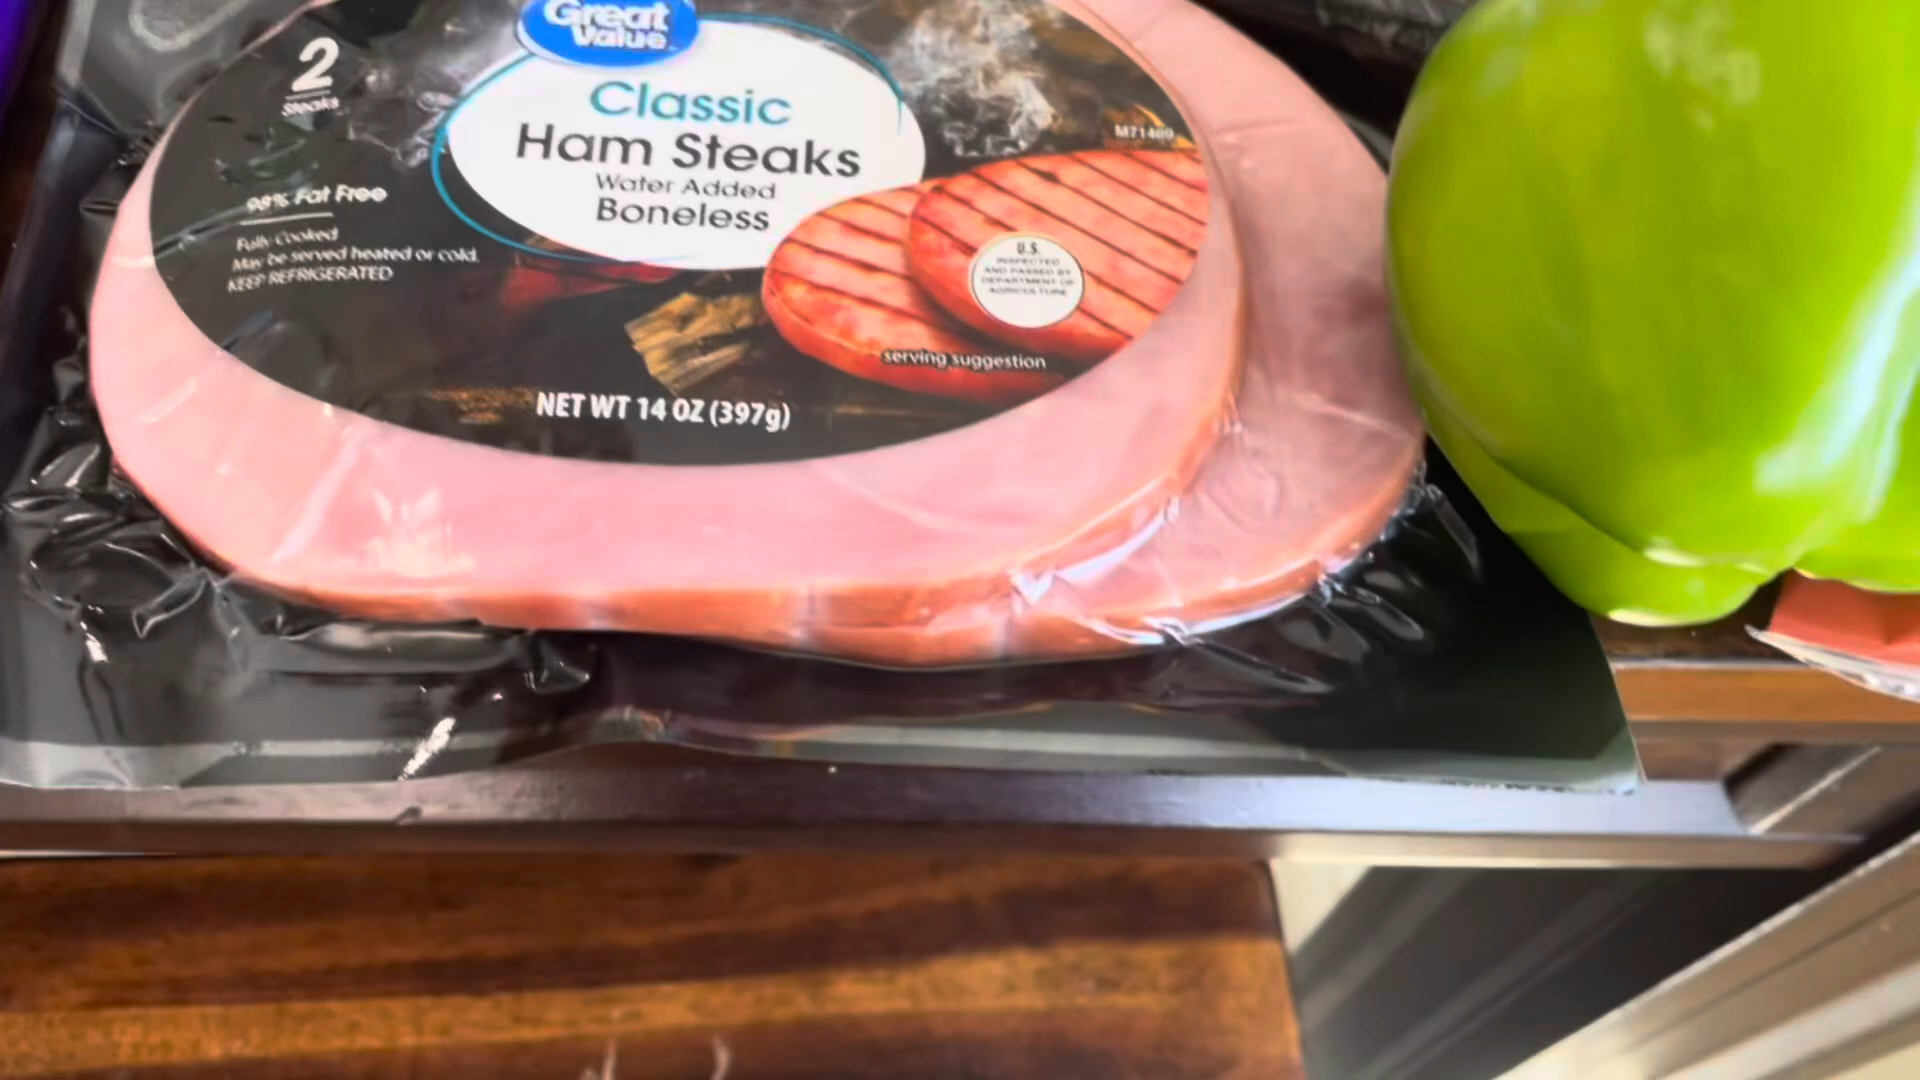 Great
Value
2
Steaks
Classic
Ham Steaks
Water Added
Boneless
98% Fat Free
Fully Cooked
May be served heated or cold.
KEEP REFRIGERATED
M71409
U.S.
INSPECTED
AND PASSED BY
DEPARTMENT OF
AGRICULTURE
serving suggestion
NET WT 14 OZ (397g)